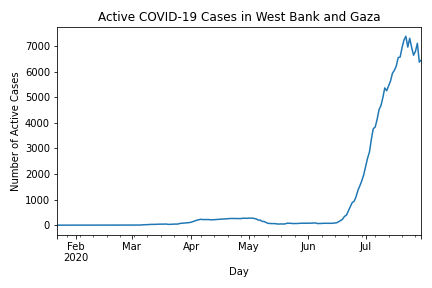 Active COVID-19 Cases in West Bank and Gaza
Number of Active Cases
7000
6000
5000
4000
3000
2000
1000
0
Feb Mar Apr May Jun Jul
2020
Day